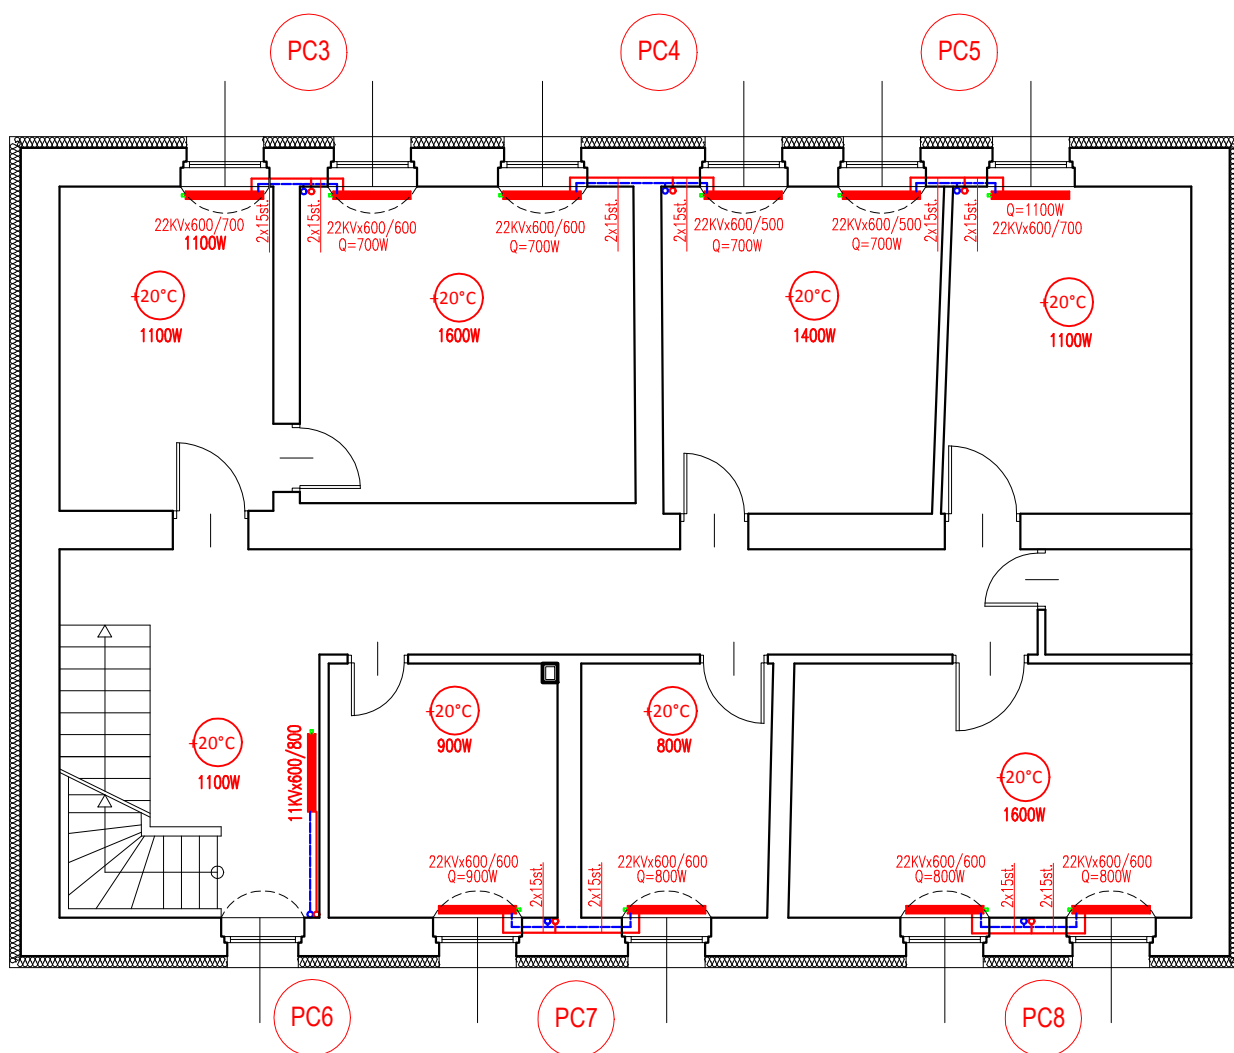 PC3
PC4
PC5
22KVx600/700
1100W
2x15st.
2x15st.
22KVx600/600
Q=700W
22KVx600/600
Q=700W
2x15st.
2x15st.
22KVx600/500
Q=700W
22KVx600/500
Q=700W
2x15st.
2x15st.
Q=1100W
22KVx600/700
+20°C
1100W
+20°C
1600W
+20°C
1400W
+20°C
1100W
+20°C
1100W
11KVx600/800
+20°C
900W
+20°C
800W
+20°C
1600W
22KVx600/600
Q=900W
2x15st.
2x15st.
22KVx600/600
Q=800W
22KVx600/600
Q=800W
2x15st.
2x15st.
22KVx600/600
Q=800W
PC6
PC7
PC8